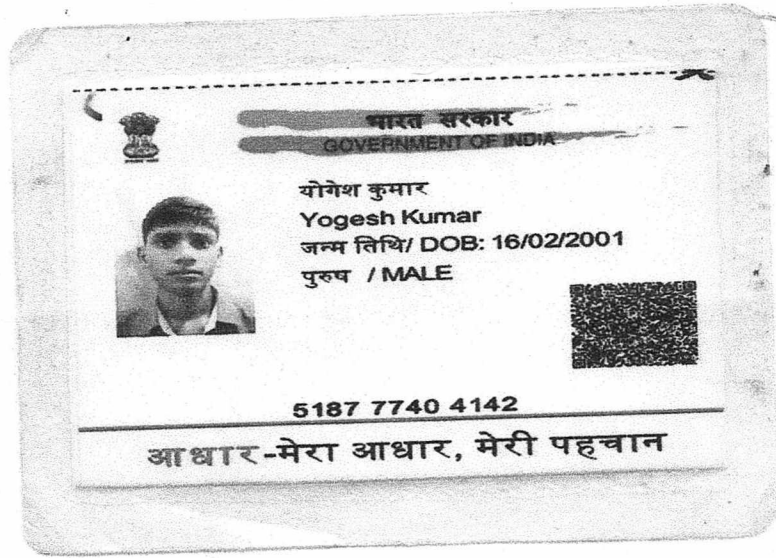 भारत सरकार
GOVERNMENT OF INDIA
योगेश कुमार
Yogesh Kumar
जन्म तिथि/ DOB: 16/02/2001
पुरुष / MALE
5187 7740 4142
आधार-मेरा आधार, मेरी पहचान